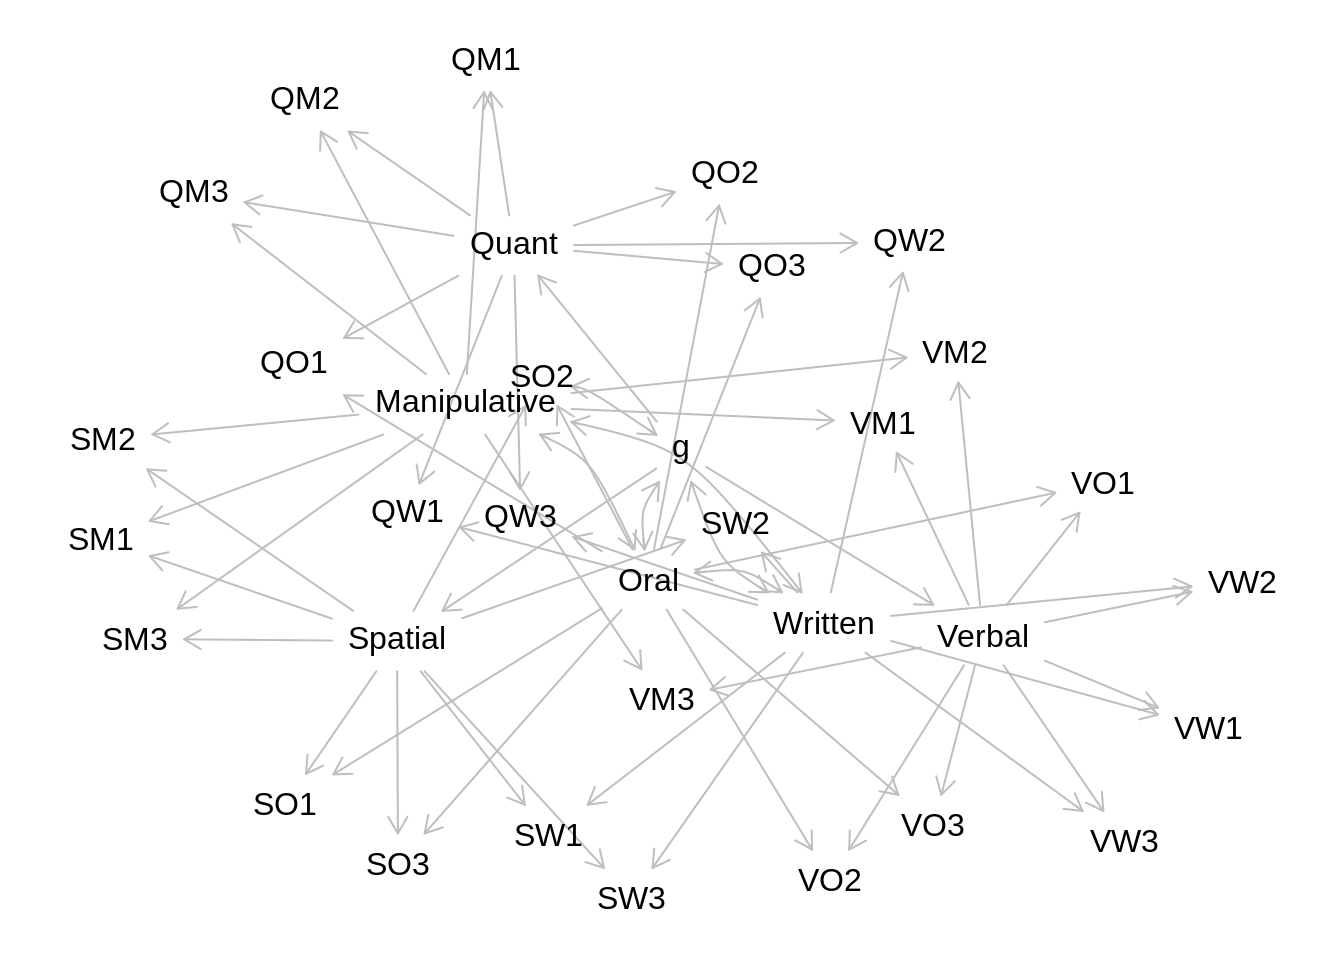 QM1
QM2
QO2
QM3
QW2
Quant
QO3
VM2
QO1
SO2
Manipulative
VM1
SM2
g
VO1
QW1
QW3
SW2
SM1
Oral
VW2
Written
Verbal
Spatial
SM3
VM3
VW1
SO1
VO3
SW1
VW3
SO3
VO2
SW3